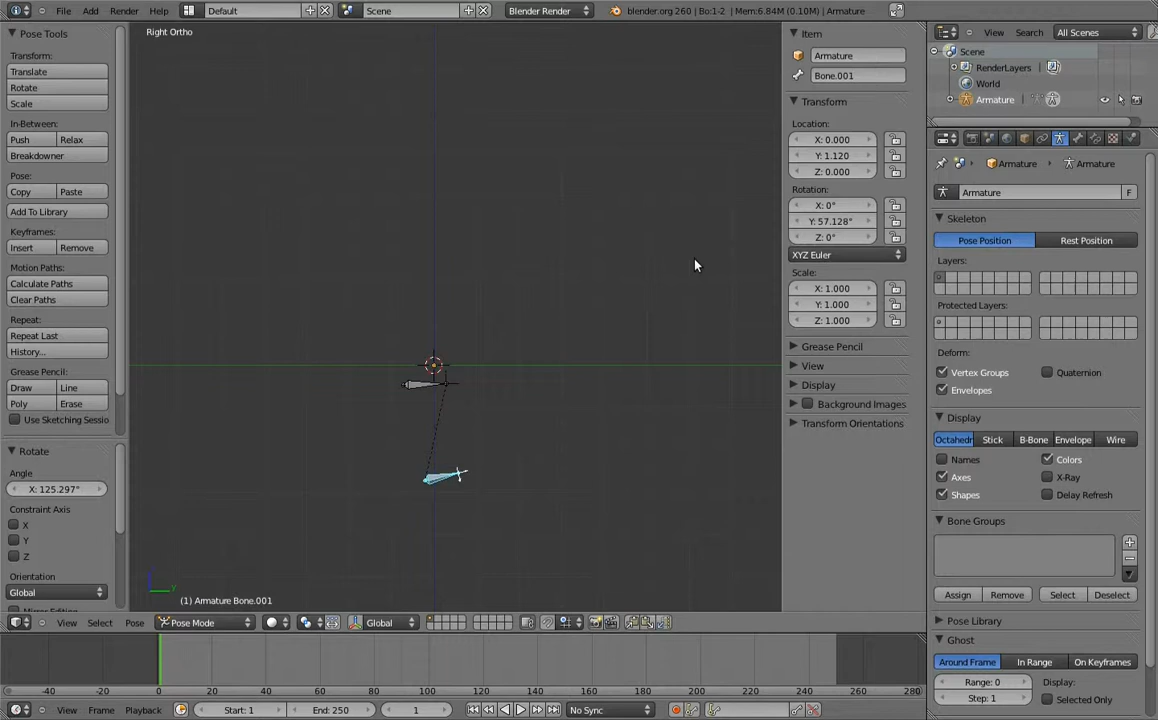 File Add Render Help Default Scene Blender Render blender.org 260 | Bo:1-2 | Mem:6.84M (0.10M) | Armature
Pose Tools
Transform:
Translate
Rotate
Scale
In-Between:
Push Relax
Breakdowner
Pose:
Copy Paste
Add To Library
Keyframes:
Insert Remove
Motion Paths:
Calculate Paths
Clear Paths
Repeat:
Repeat Last
History...
Grease Pencil:
Draw Line
Poly Erase
Use Sketching Sessio
Rotate
Angle
X: 125.297°
Constraint Axis
X
Y
Z
Orientation
Global
Right Ortho
(1) Armature Bone.001
View Select Pose Pose Mode Global
Item
Armature
Bone.001
Transform
Location:
X: 0.000
Y: 1.120
Z: 0.000
Rotation:
X: 0°
Y: 57.128°
Z: 0°
XYZ Euler
Scale:
X: 1.000
Y: 1.000
Z: 1.000
Grease Pencil
View
Display
Background Images
Transform Orientations
View Search All Scenes
Scene
RenderLayers
World
Armature
Armature Armature
Armature F
Skeleton
Pose Position Rest Position
Layers:
Protected Layers:
Deform:
Vertex Groups Quaternion
Envelopes
Display
Octahedr Stick B-Bone Envelope Wire
Names Colors
Axes X-Ray
Shapes Delay Refresh
Bone Groups
Assign Remove Select Deselect
Pose Library
Ghost
Around Frame In Range On Keyframes
Range: 0 Display:
Step: 1 Selected Only
-40 -20 0 20 40 60 80 100 120 140 160 180 200 220 240 260 280
View Frame Playback Start: 1 End: 250 1 No Sync